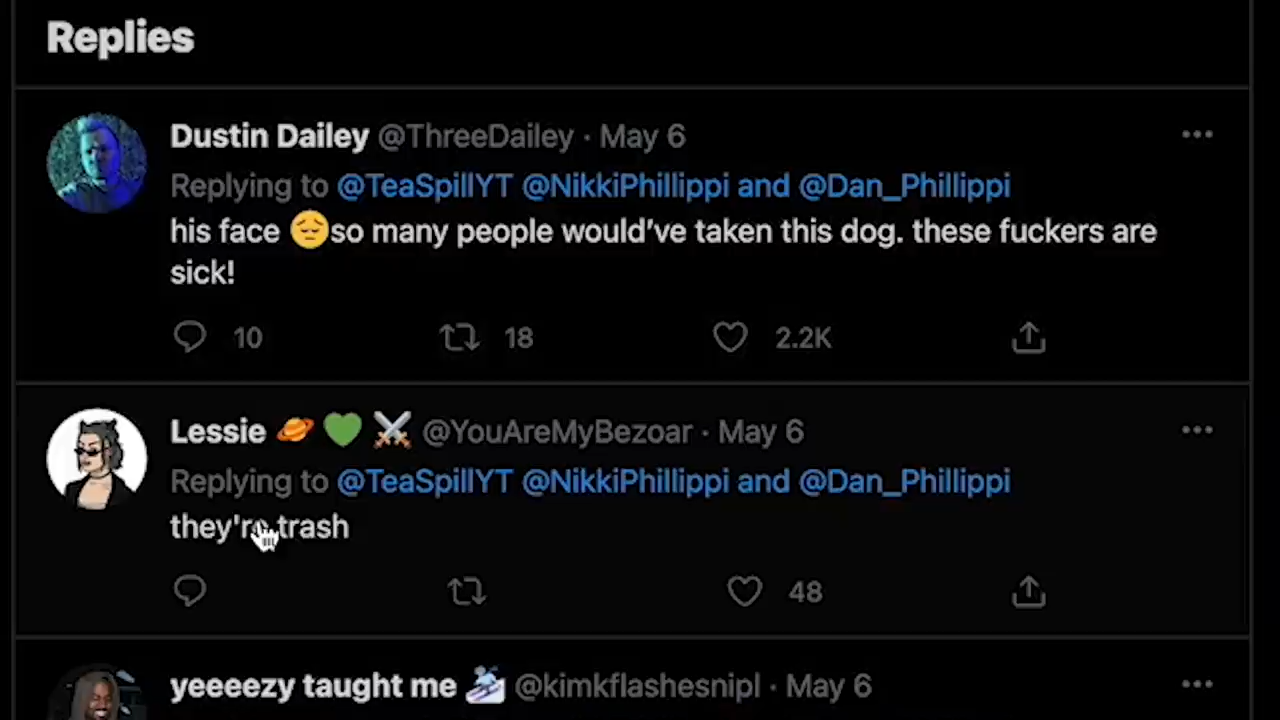 Replies
Dustin Dailey @ThreeDailey · May 6
Replying to @TeaSpillYT @NikkiPhillippi and @Dan_Phillippi
his face 😔so many people would've taken this dog. these fuckers are
sick!
10 18 2.2K
Lessie 🪐 💚 ⚔️ @YouAreMyBezoar · May 6
Replying to @TeaSpillYT @NikkiPhillippi and @Dan_Phillippi
they're trash
48
yeeeezy taught me 🏂 @kimkflashesnipl · May 6